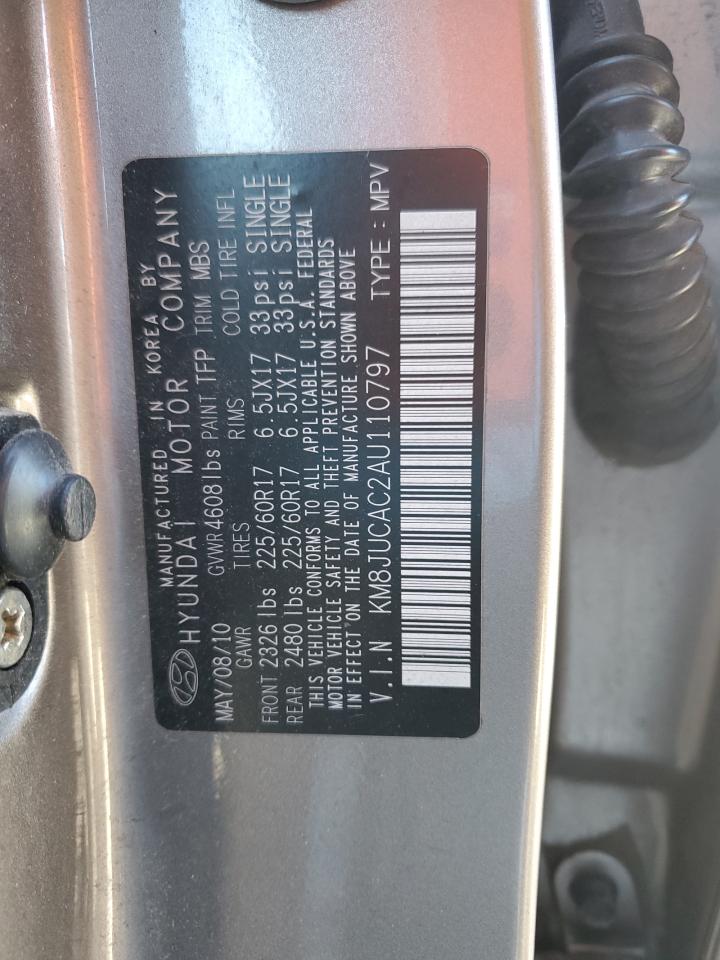 MANUFACTURED IN KOREA BY
HYUNDAI MOTOR COMPANY
MAY/08/10 GVWR 4608lbs PAINT TFP TRIM MBS
GAWR TIRES RIMS COLD TIRE INFL
FRONT 2326 lbs 225/60R17 6.5JX17 33psi SINGLE
REAR 2480 lbs 225/60R17 6.5JX17 33psi SINGLE
THIS VEHICLE CONFORMS TO ALL APPLICABLE U.S.A. FEDERAL
MOTOR VEHICLE SAFETY AND THEFT PREVENTION STANDARDS
IN EFFECT ON THE DATE OF MANUFACTURE SHOWN ABOVE
V.I.N KM8JUCAC2AU110797 TYPE : MPV